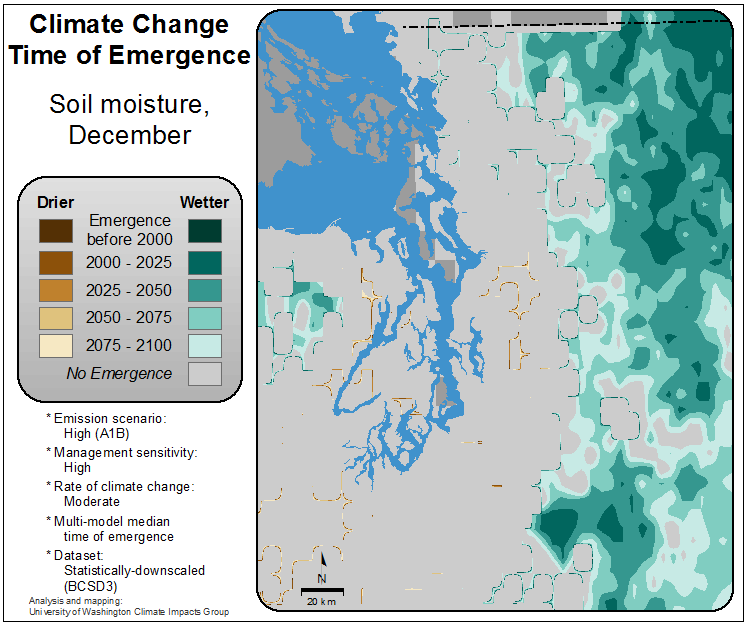 Climate Change
Time of Emergence
Soil moisture,
December
Drier Wetter
Emergence
before 2000
2000 - 2025
2025 - 2050
2050 - 2075
2075 - 2100
No Emergence
* Emission scenario:
High (A1B)
* Management sensitivity:
High
* Rate of climate change:
Moderate
* Multi-model median
time of emergence
* Dataset:
Statistically-downscaled
(BCSD3)
Analysis and mapping:
University of Washington Climate Impacts Group
N
20 km